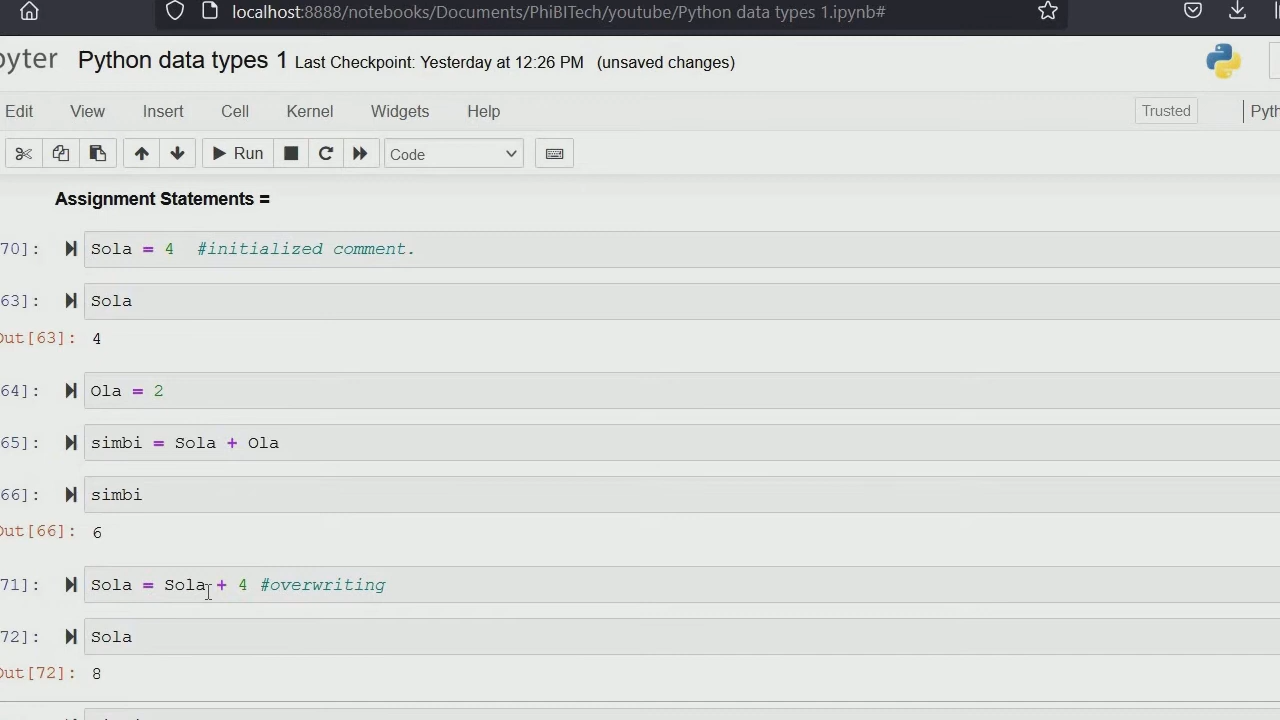 localhost:8888/notebooks/Documents/PhiBITech/youtube/Python data types 1.ipynb#
pyter Python data types 1 Last Checkpoint: Yesterday at 12:26 PM (unsaved changes)
Edit View Insert Cell Kernel Widgets Help Trusted Pyth
Run Code
Assignment Statements =
70]: Sola = 4 #initialized comment.
63]: Sola
Out[63]: 4
64]: Ola = 2
65]: simbi = Sola + Ola
66]: simbi
Out[66]: 6
71]: Sola = Sola + 4 #overwriting
72]: Sola
Out[72]: 8